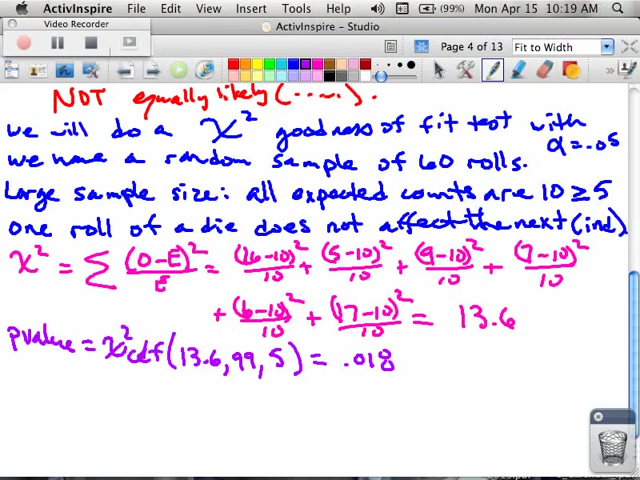 ActivInspire File Edit View Insert Tools Help (99%) Mon Apr 15 10:19 AM
Video Recorder
ActivInspire - Studio
Page 4 of 13 Fit to Width
NOT equally likely (.....).
we will do a χ² goodness of fit test with
α=.05
we have a random sample of 60 rolls.
Large sample size: all expected counts are 10 ≥ 5
one roll of a die does not affect the next (ind)
χ² = Σ (O-E)²/E = (16-10)²/10 + (5-10)²/10 + (9-10)²/10 + (7-10)²/10
+ (6-10)²/10 + (17-10)²/10 = 13.6
pvalue = χ²cdf(13.6, 99, 5) = .018